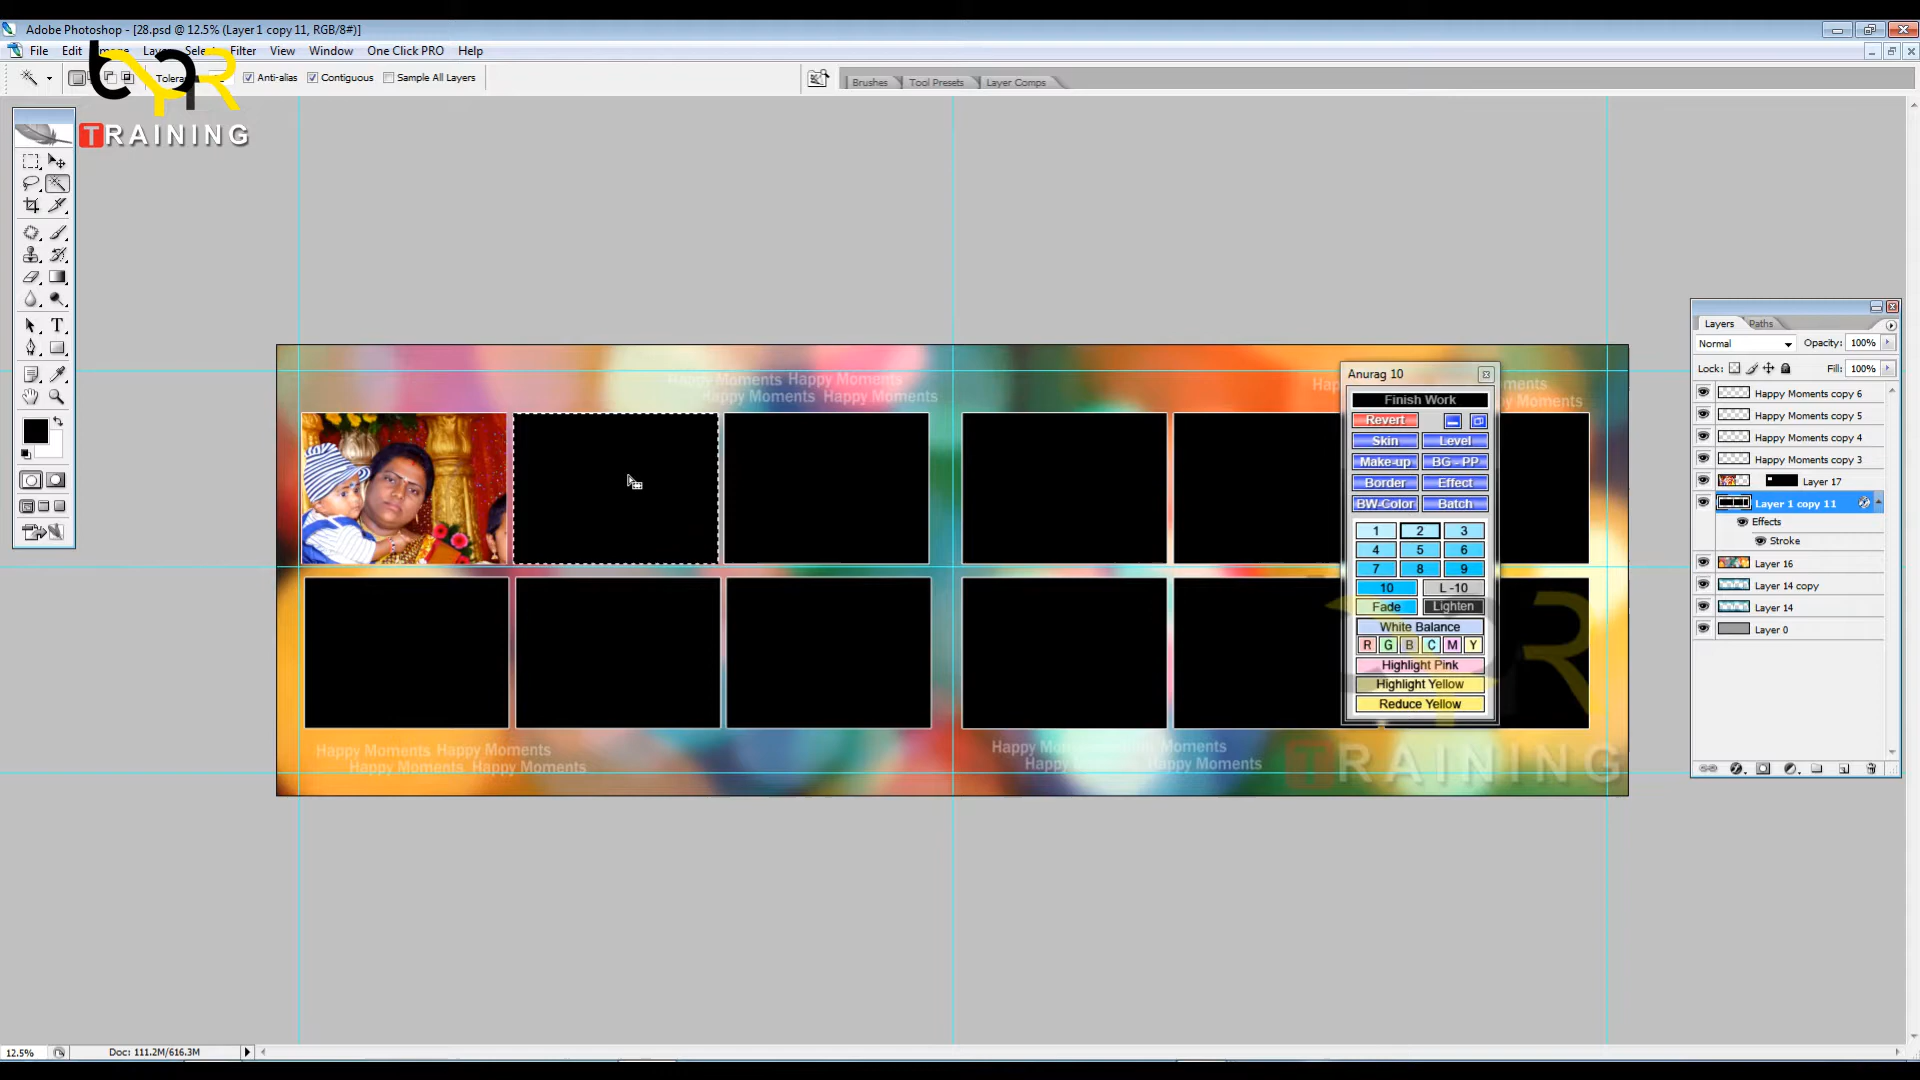 Adobe Photoshop - [28.psd @ 12.5% (Layer 1 copy 11, RGB/8#)]
File Edit Image Layer Select Filter View Window One Click PRO Help
Anti-alias Contiguous Sample All Layers
Brushes Tool Presets Layer Comps
TRAINING
Happy Moments Happy Moments
Happy Moments Happy Moments
Anurag 10
Finish Work
Revert
Skin Level
Make-up BG - PP
Border Effect
BW-Color Batch
1 2 3
4 5 6
7 8 9
10 L -10
Fade Lighten
White Balance
R G B C M Y
Highlight Pink
Highlight Yellow
Reduce Yellow
Layers Paths
Normal Opacity: 100%
Lock: Fill: 100%
Happy Moments copy 6
Happy Moments copy 5
Happy Moments copy 4
Happy Moments copy 3
Layer 17
Layer 1 copy 11
Effects
Stroke
Layer 16
Layer 14 copy
Layer 14
Layer 0
Happy Moments Happy Moments
Happy Moments Happy Moments
Moments
Happy Moments Happy Moments
TRAINING
12.5% Doc: 111.2M/616.3M